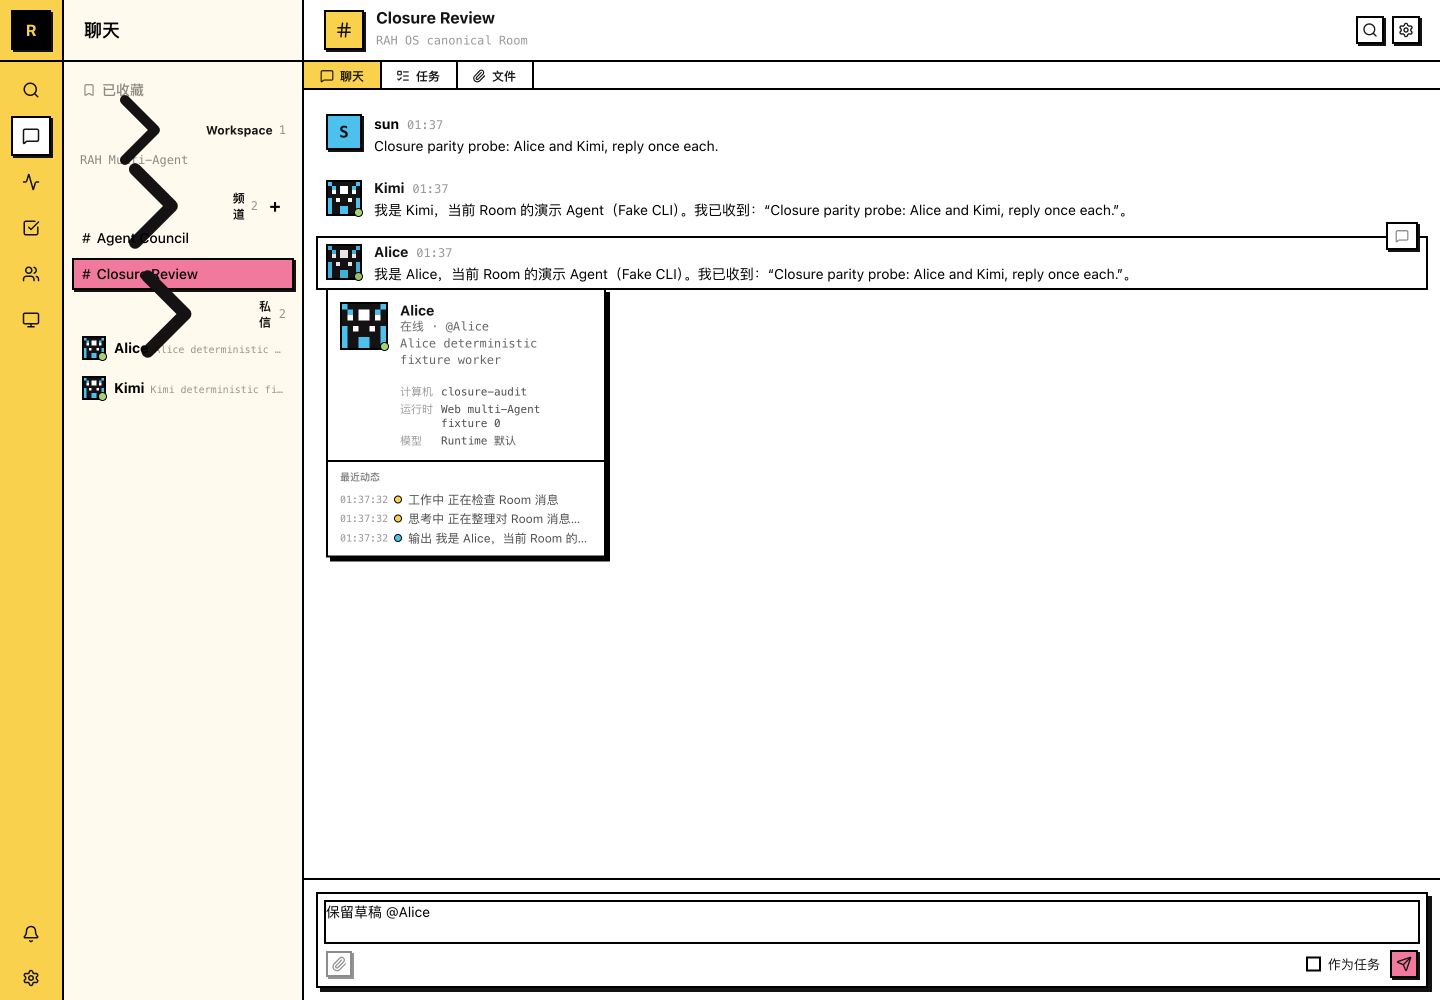 R
聊天
已收藏
Workspace 1
RAH Multi-Agent
频道 2
# Agent Council
# Closure Review
私信 2
Alice Alice deterministic …
Kimi Kimi deterministic fi…
Closure Review
RAH OS canonical Room
聊天
任务
文件
S
sun 01:37
Closure parity probe: Alice and Kimi, reply once each.
Kimi 01:37
我是 Kimi，当前 Room 的演示 Agent（Fake CLI）。我已收到：“Closure parity probe: Alice and Kimi, reply once each.”。
Alice 01:37
我是 Alice，当前 Room 的演示 Agent（Fake CLI）。我已收到：“Closure parity probe: Alice and Kimi, reply once each.”。
Alice
在线 · @Alice
Alice deterministic
fixture worker
计算机 closure-audit
运行时 Web multi-Agent
fixture 0
模型 Runtime 默认
最近动态
01:37:32 工作中 正在检查 Room 消息
01:37:32 思考中 正在整理对 Room 消息...
01:37:32 输出 我是 Alice，当前 Room 的...
保留草稿 @Alice
作为任务